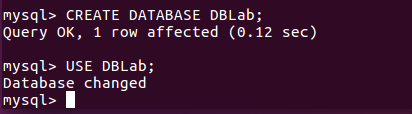 mysql> CREATE DATABASE DBLab;
Query OK, 1 row affected (0.12 sec)
mysql> USE DBLab;
Database changed
mysql>